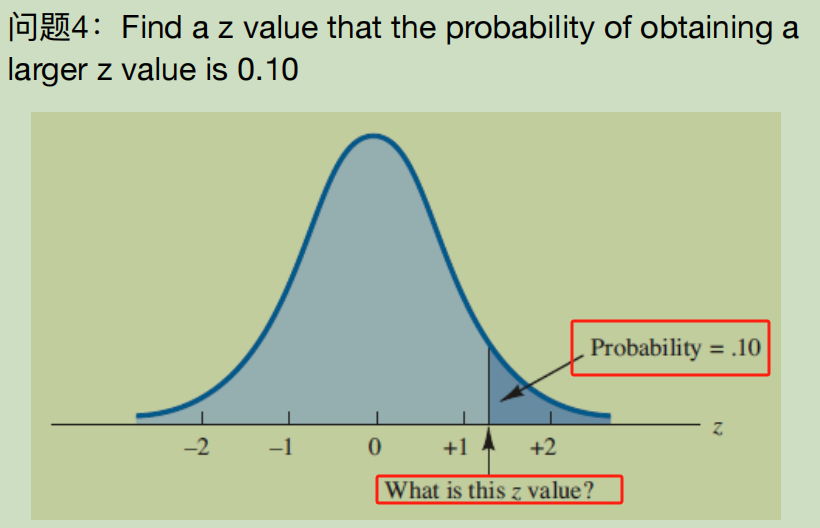 问题4：Find a z value that the probability of obtaining a
larger z value is 0.10
Probability = .10
z
–2 –1 0 +1 +2
What is this z value?